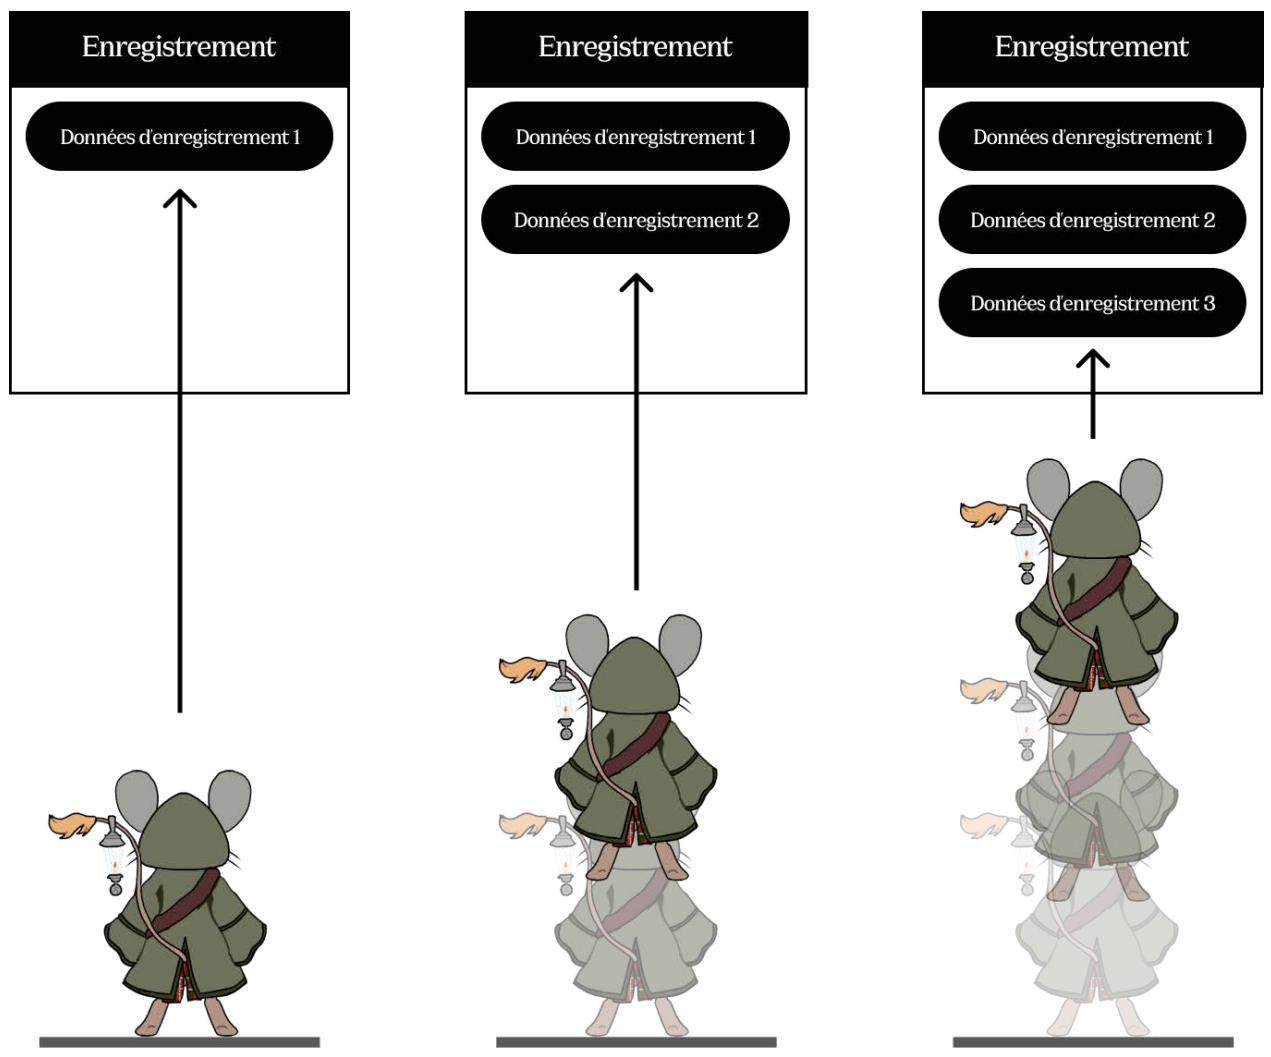 Enregistrement
Données d'enregistrement 1
Enregistrement
Données d'enregistrement 1
Données d'enregistrement 2
Enregistrement
Données d'enregistrement 1
Données d'enregistrement 2
Données d'enregistrement 3